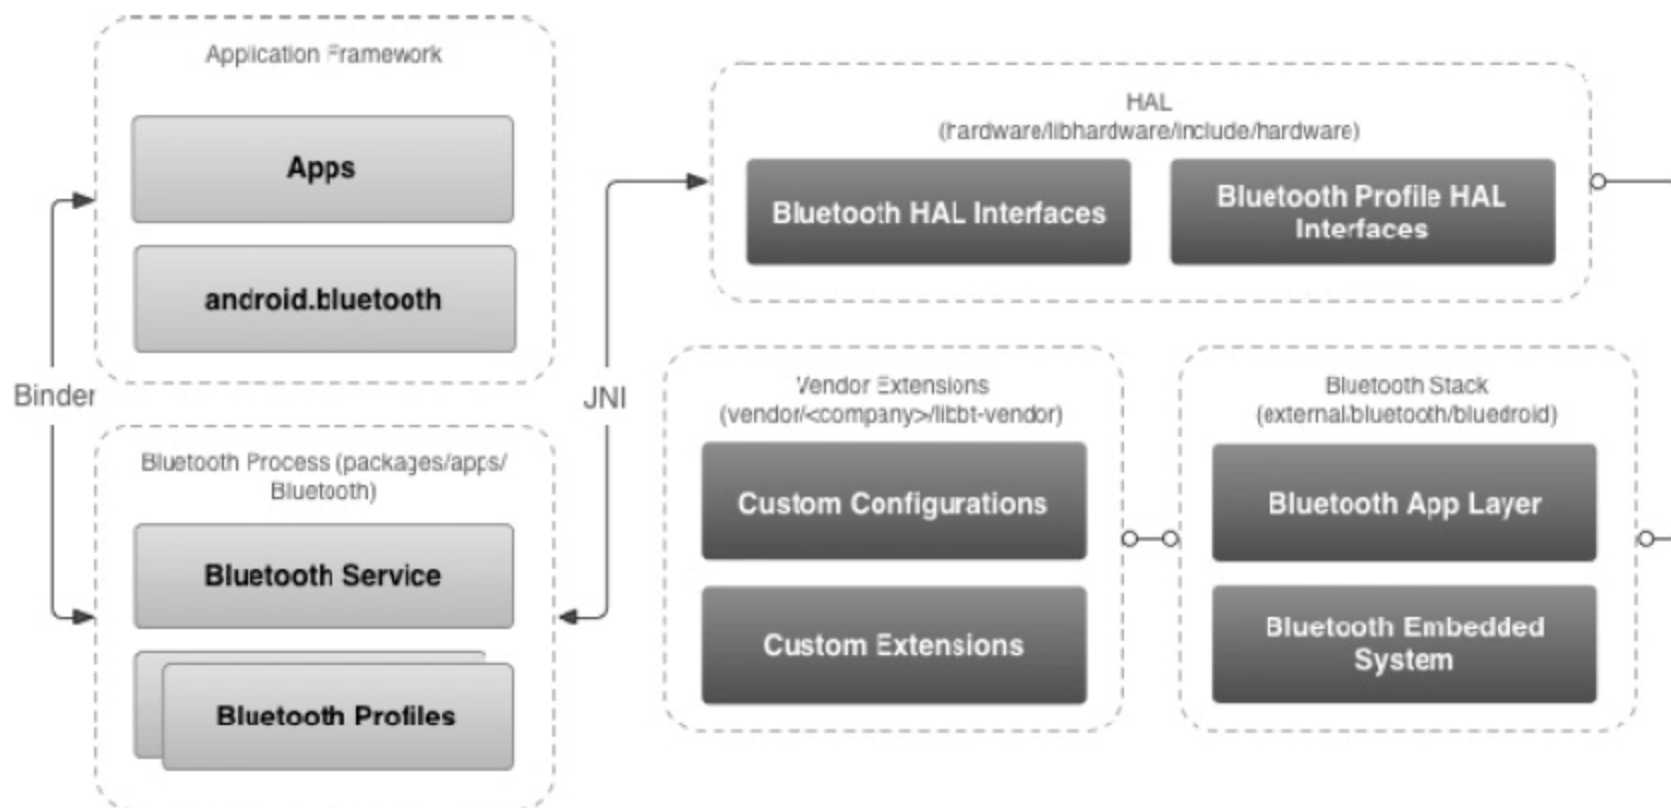 Application Framework
Apps
android.bluetooth
Binder
Bluetooth Process (packages/apps/
Bluetooth)
Bluetooth Service
Bluetooth Profiles
JNI
HAL
(hardware/libhardware/include/hardware)
Bluetooth HAL Interfaces
Bluetooth Profile HAL
Interfaces
Vendor Extensions
(vendor/<company>/libbt-vendor)
Custom Configurations
Custom Extensions
Bluetooth Stack
(external/bluetooth/bluedroid)
Bluetooth App Layer
Bluetooth Embedded
System